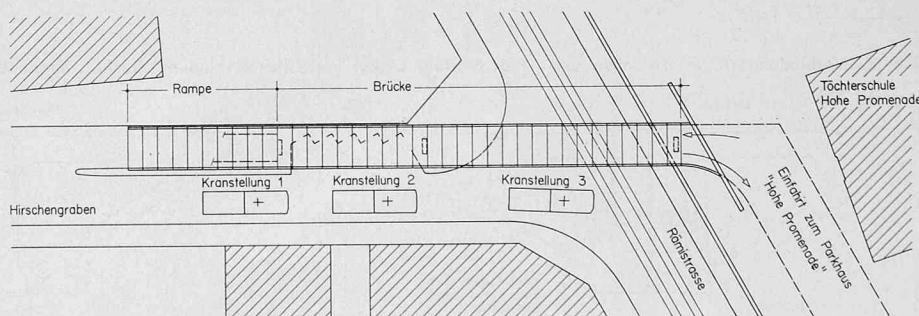 Rampe
Brücke
Töchterschule
Hohe Promenade
Kranstellung 1
Kranstellung 2
Kranstellung 3
Hirschengraben
Rämistrasse
Einfahrt zum Parkhaus
"Hohe Promenade"